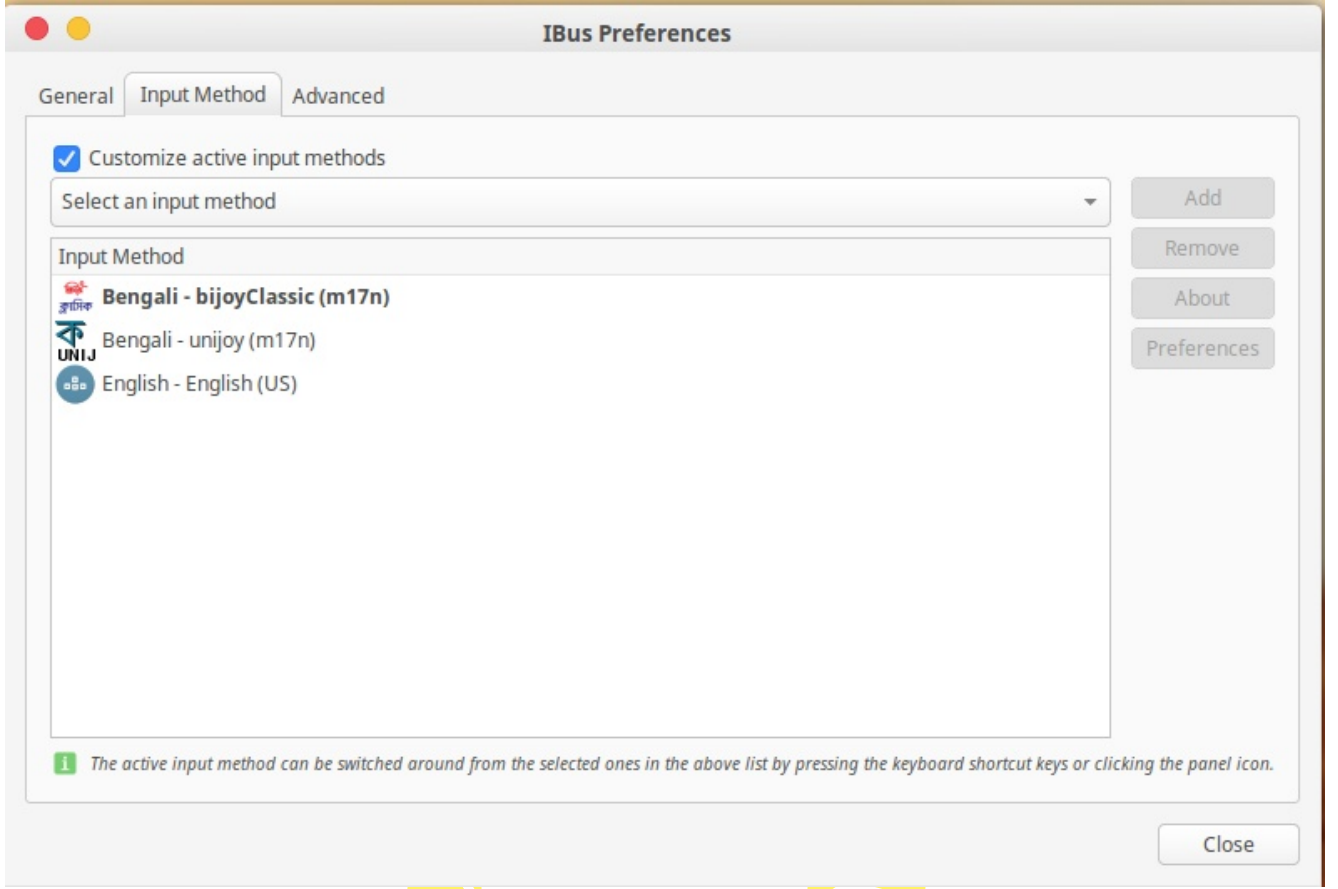 IBus Preferences
General Input Method Advanced
Customize active input methods
Select an input method
Add
Input Method
Remove
ক্লাসিক
Bengali - bijoyClassic (m17n)
About
ক
UNIJ
Bengali - unijoy (m17n)
Preferences
English - English (US)
i
The active input method can be switched around from the selected ones in the above list by pressing the keyboard shortcut keys or clicking the panel icon.
Close